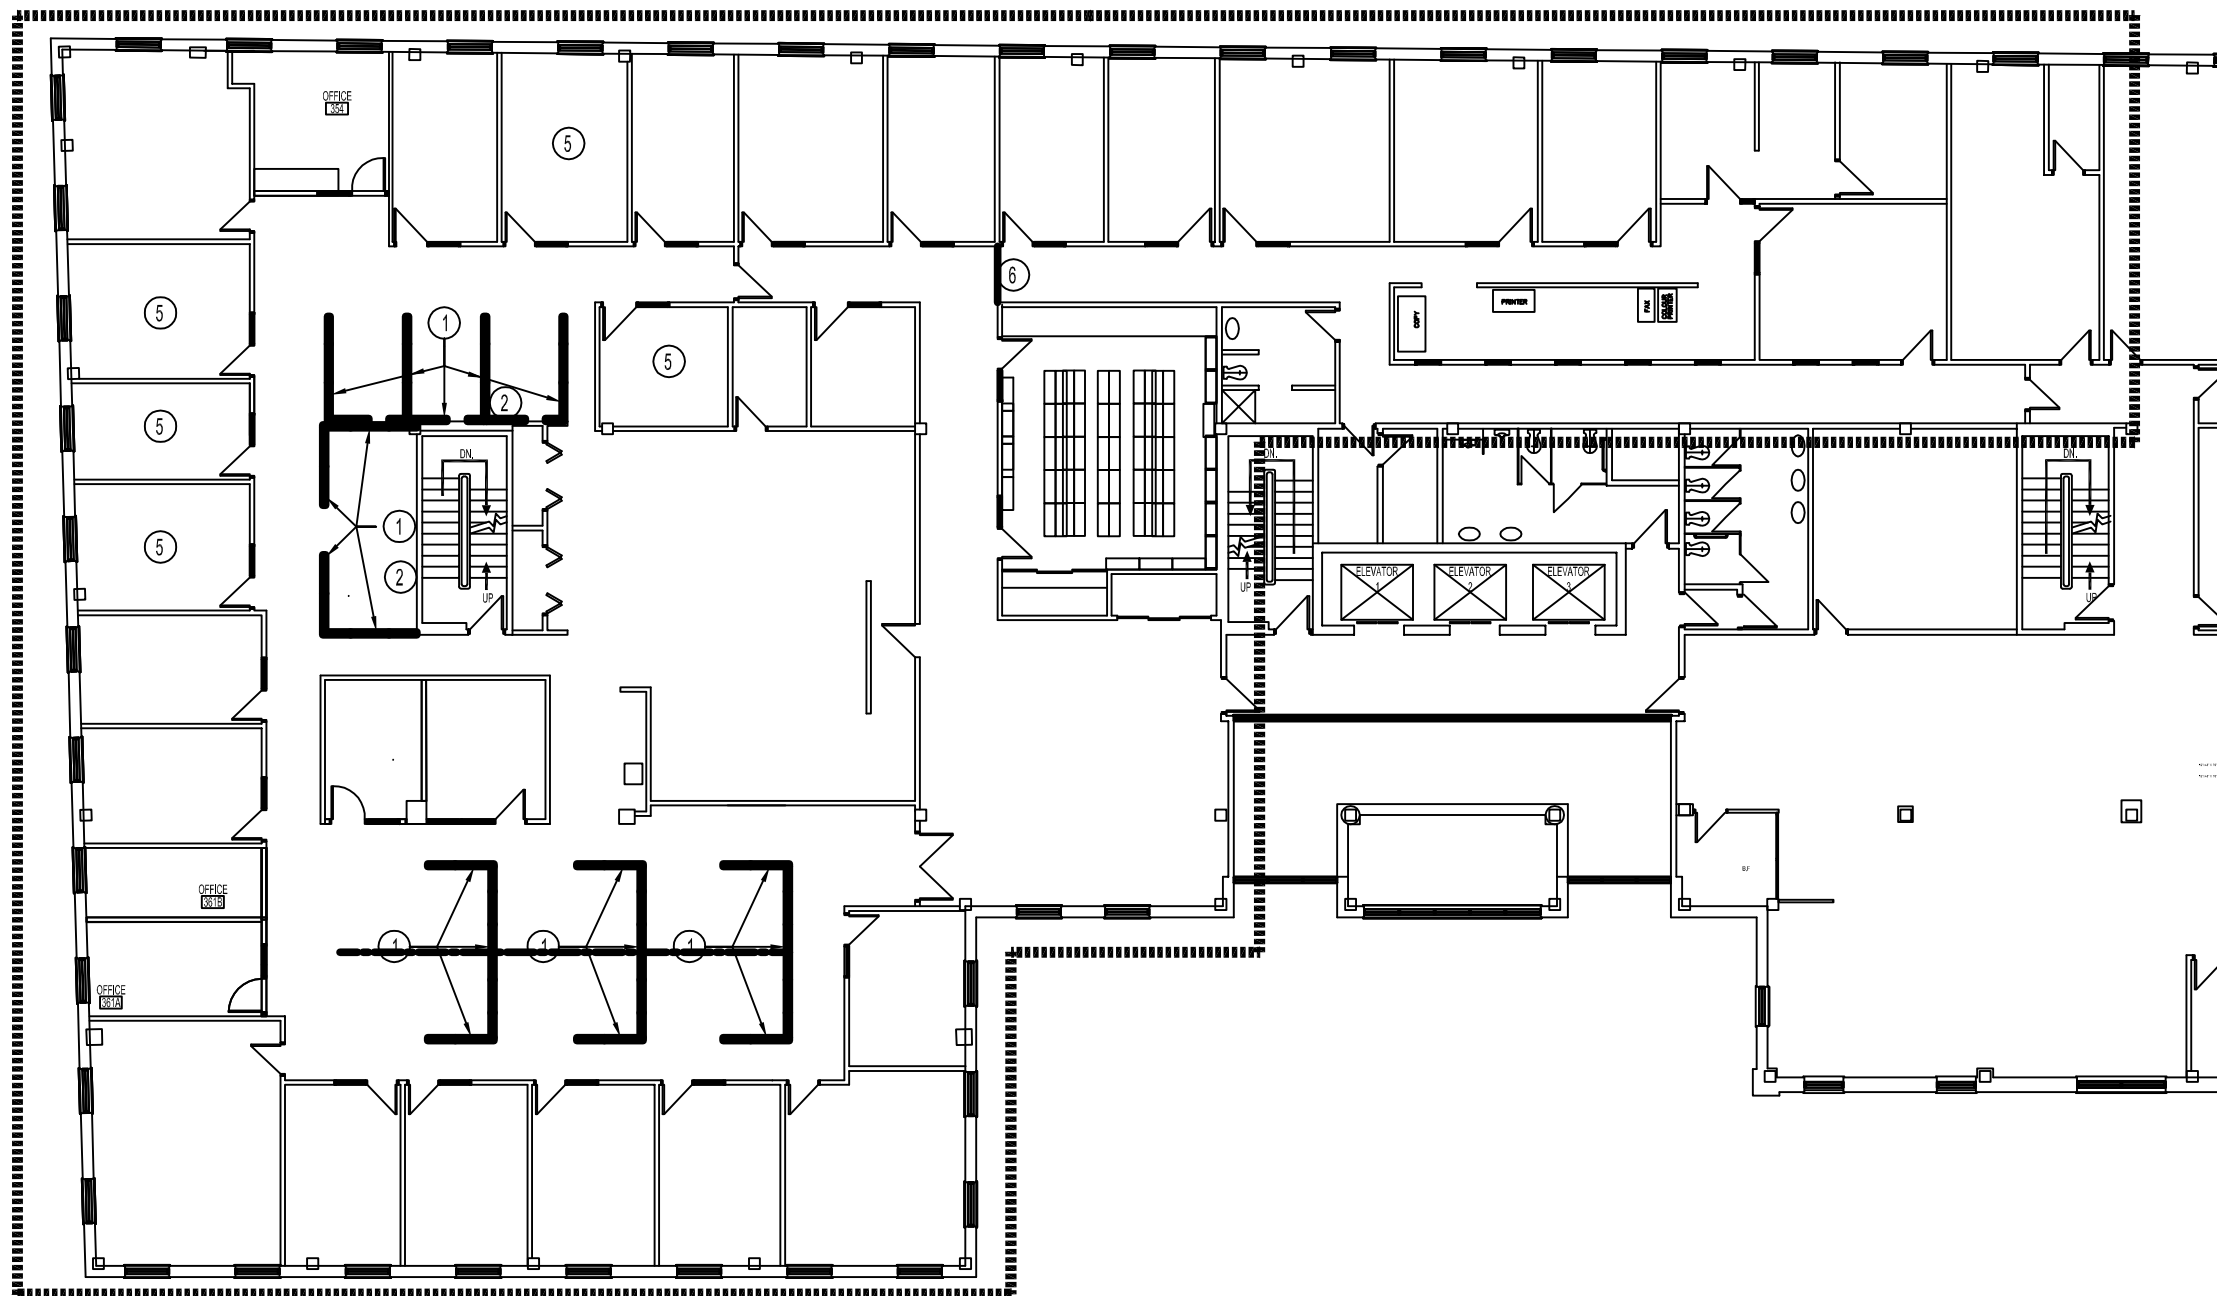 OFFICE
354
5
5
6
1
PRINTER
FAX
COLOUR
PRINTER
COPY
5
2
5
DN.
DN.
DN.
1
5
2
UP
UP
UP
ELEVATOR
1
ELEVATOR
2
ELEVATOR
3
B.F
OFFICE
361B
1
1
1
OFFICE
361A